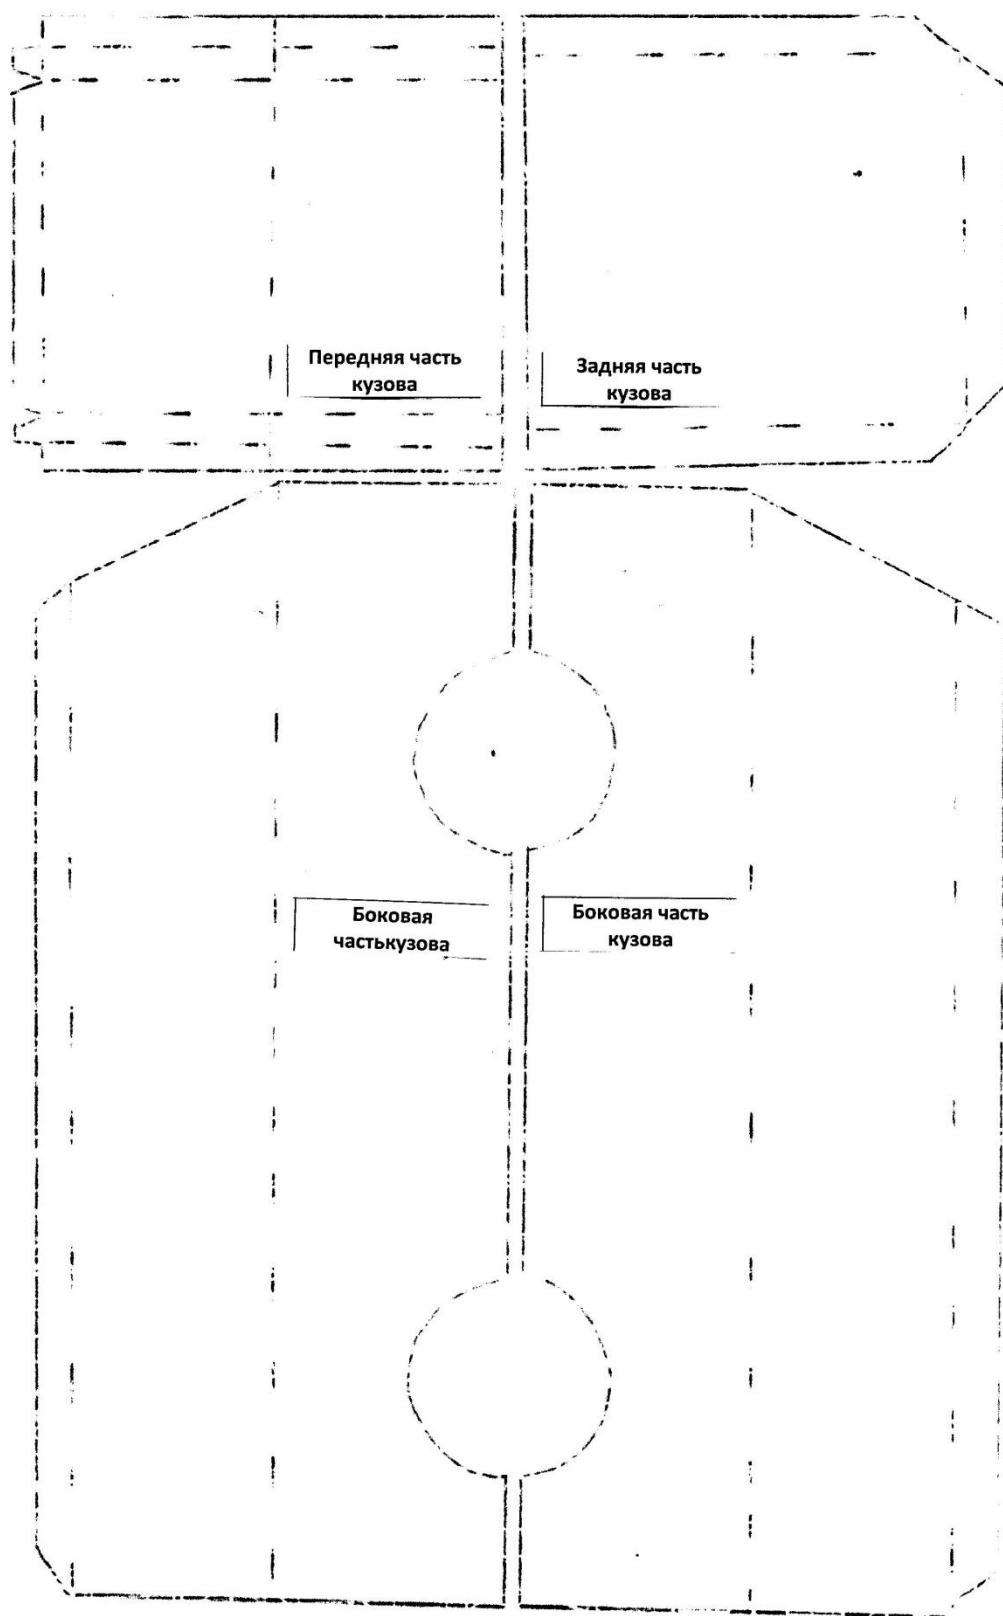 Передняя часть
кузова
Задняя часть
кузова
Боковая
частькузова
Боковая часть
кузова